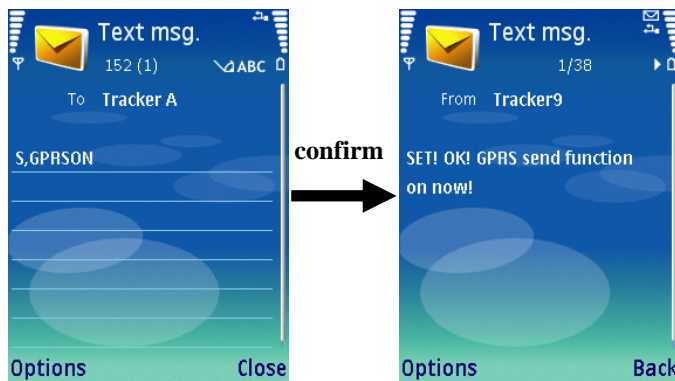 Text msg.
152 (1)
ABC
To Tracker A
S,GPRSON
Options Close
confirm
Text msg.
1/38
From Tracker9
SET! OK! GPRS send function
on now!
Options Back